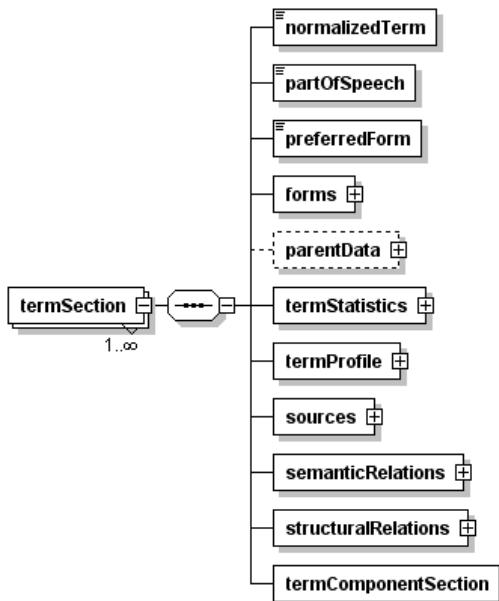 normalizedTerm
partOfSpeech
preferredForm
forms
parentData
termSection
1..∞
termStatistics
termProfile
sources
semanticRelations
structuralRelations
termComponentSection